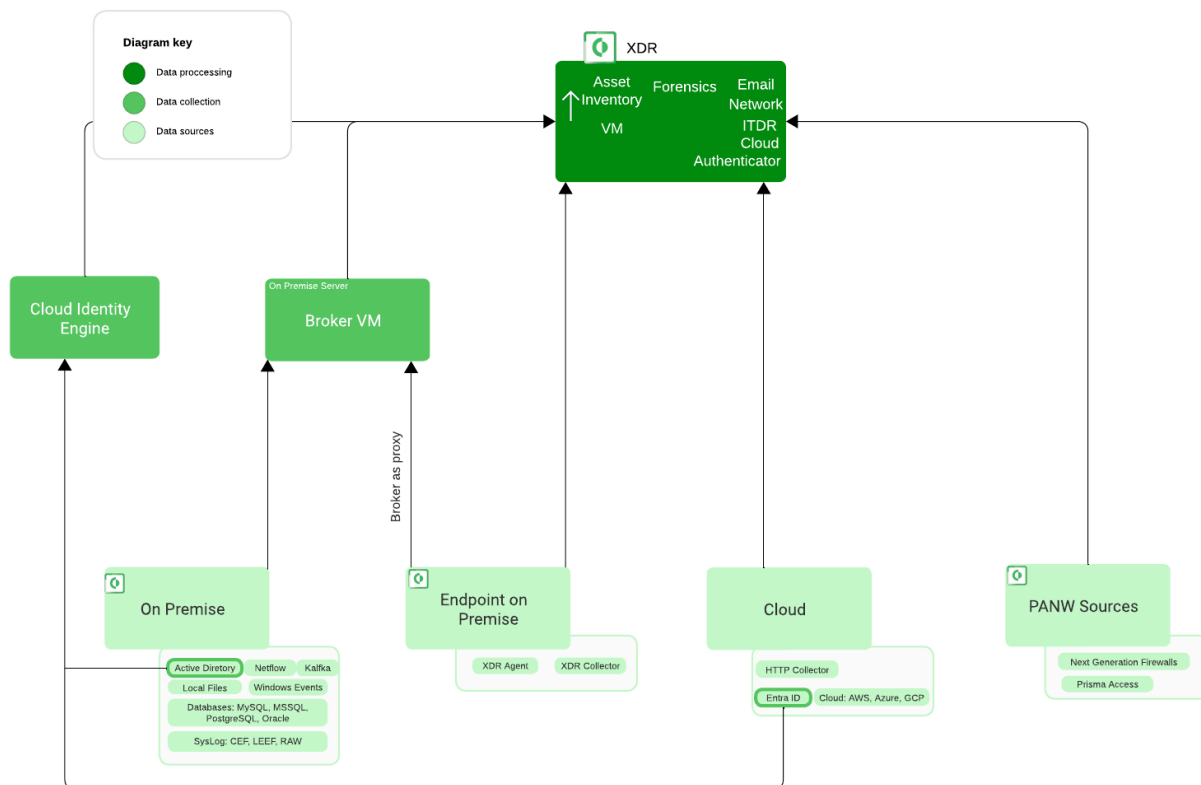 Diagram key
Data proccessing
Data collection
Data sources
XDR
Asset
Inventory
VM
Forensics
Email
Network
ITDR
Cloud
Authenticator
Cloud Identity
Engine
On Premise Server
Broker VM
Broker as proxy
On Premise
Active Diretory
Netflow
Kalfka
Local Files
Windows Events
Databases: MySQL, MSSQL,
PostgreSQL, Oracle
SysLog: CEF, LEEF, RAW
Endpoint on
Premise
XDR Agent
XDR Collector
Cloud
HTTP Collector
Entra ID
Cloud: AWS, Azure, GCP
PANW Sources
Next Generation Firewalls
Prisma Access